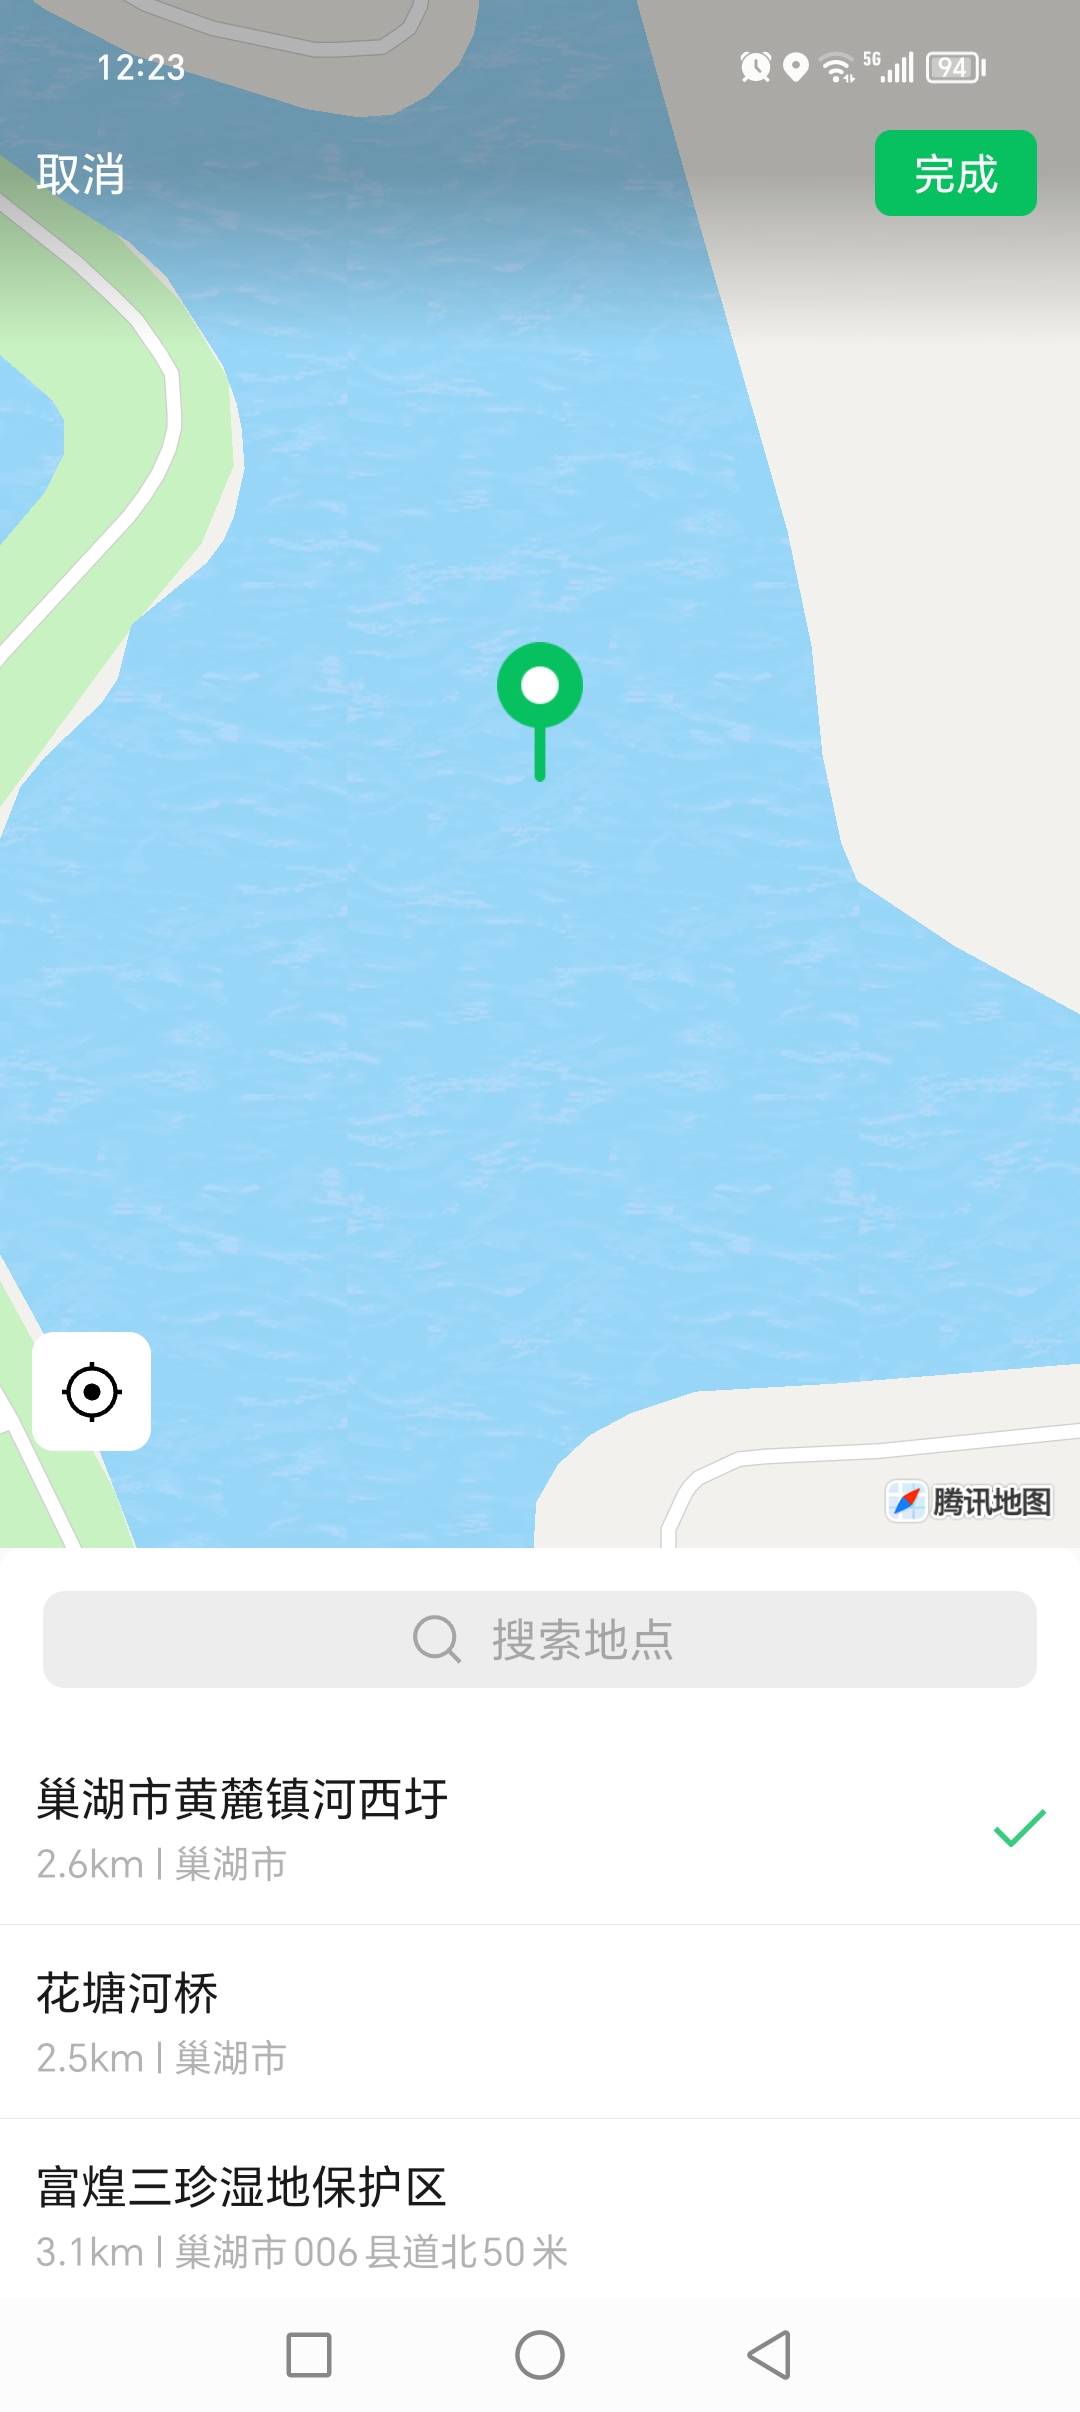 12:23
5G
94
取消
完成
腾讯地图
搜索地点
巢湖市黄麓镇河西圩
2.6km | 巢湖市
花塘河桥
2.5km | 巢湖市
富煌三珍湿地保护区
3.1km | 巢湖市006县道北50米